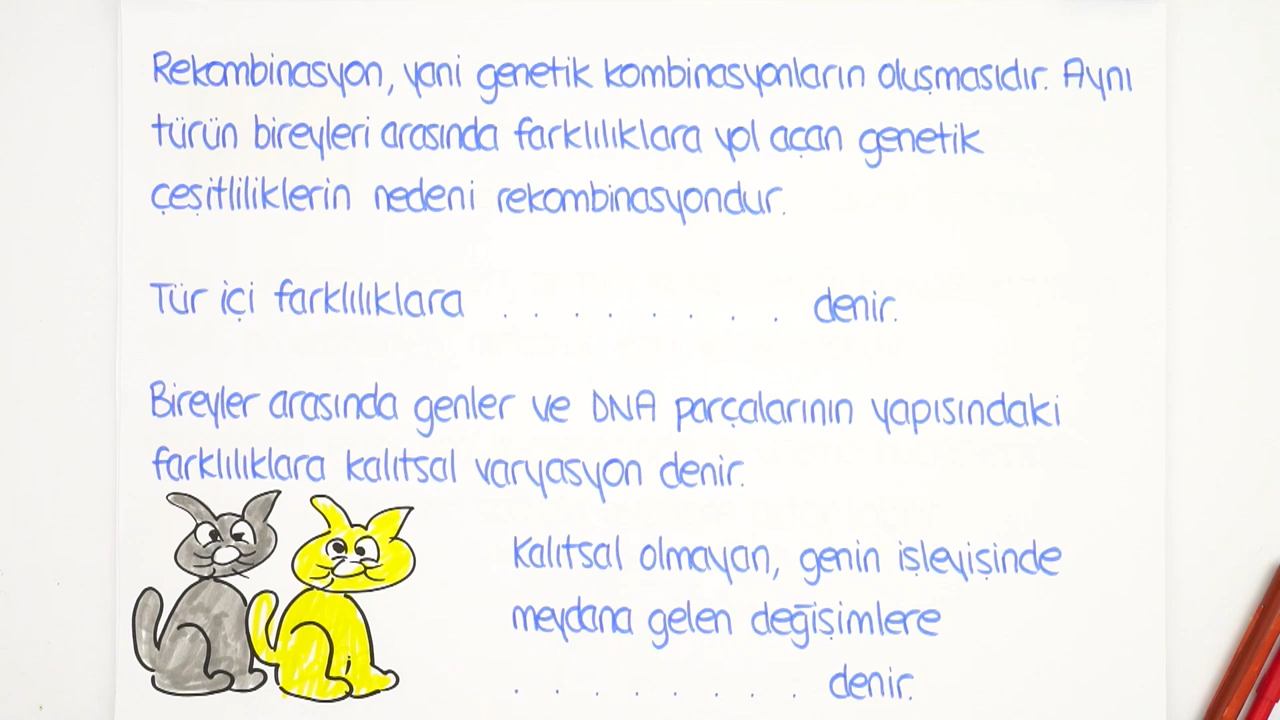 Rekombinasyon, yani genetik kombinasyonların oluşmasıdır. Aynı
türün bireyleri arasında farklılıklara yol açan genetik
çeşitliliklerin nedeni rekombinasyondur.
Tür içi farklılıklara . . . . . . . . denir.
Bireyler arasında genler ve DNA parçalarının yapısındaki
farklılıklara kalıtsal varyasyon denir.
Kalıtsal olmayan, genin işleyişinde
meydana gelen değişimlere
. . . . . . . . denir.